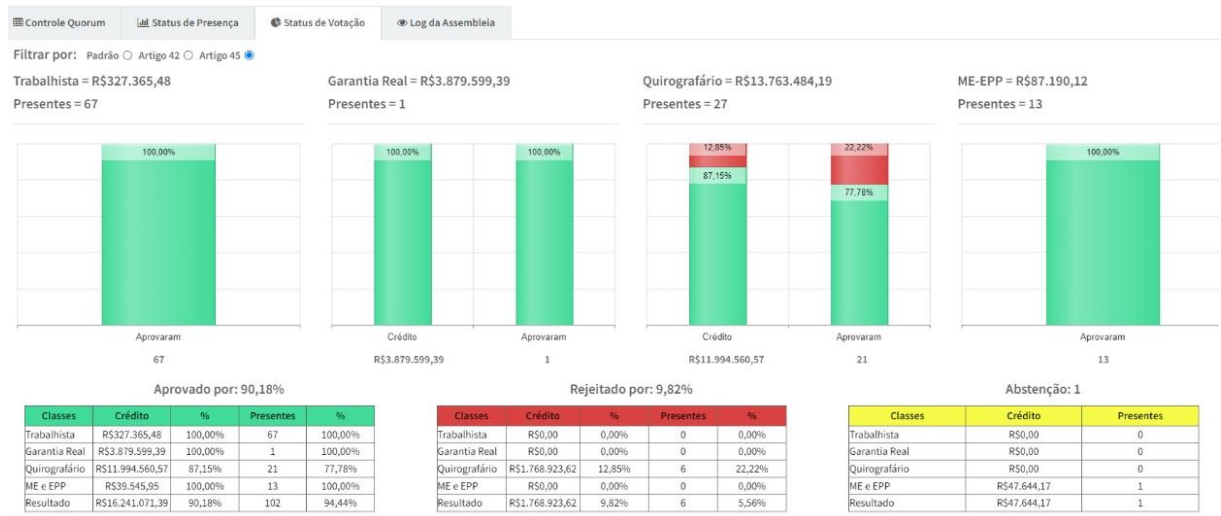 Controle Quorum Status de Presença Status de Votação Log da Assembleia
Filtrar por: Padrão Artigo 42 Artigo 45
Trabalhista = R$327.365,48 Garantia Real = R$3.879.599,39 Quirografário = R$13.763.484,19 ME-EPP = R$87.190,12
Presentes = 67 Presentes = 1 Presentes = 27 Presentes = 13
100,00% 100,00% 100,00% 12,85% 22,22% 100,00%
87,15%
77,78%
Aprovaram Crédito Aprovaram Crédito Aprovaram Aprovaram
67 R$3.879.599,39 1 R$11.994.560,57 21 13
Aprovado por: 90,18% Rejeitado por: 9,82% Abstenção: 1
Classes Crédito % Presentes % Classes Crédito % Presentes % Classes Crédito Presentes
Trabalhista R$327.365,48 100,00% 67 100,00% Trabalhista R$0,00 0,00% 0 0,00% Trabalhista R$0,00 0
Garantia Real R$3.879.599,39 100,00% 1 100,00% Garantia Real R$0,00 0,00% 0 0,00% Garantia Real R$0,00 0
Quirografário R$11.994.560,57 87,15% 21 77,78% Quirografário R$1.768.923,62 12,85% 6 22,22% Quirografário R$0,00 0
ME e EPP R$39.545,95 100,00% 13 100,00% ME e EPP R$0,00 0,00% 0 0,00% ME e EPP R$47.644,17 1
Resultado R$16.241.071,39 90,18% 102 94,44% Resultado R$1.768.923,62 9,82% 6 5,56% Resultado R$47.644,17 1